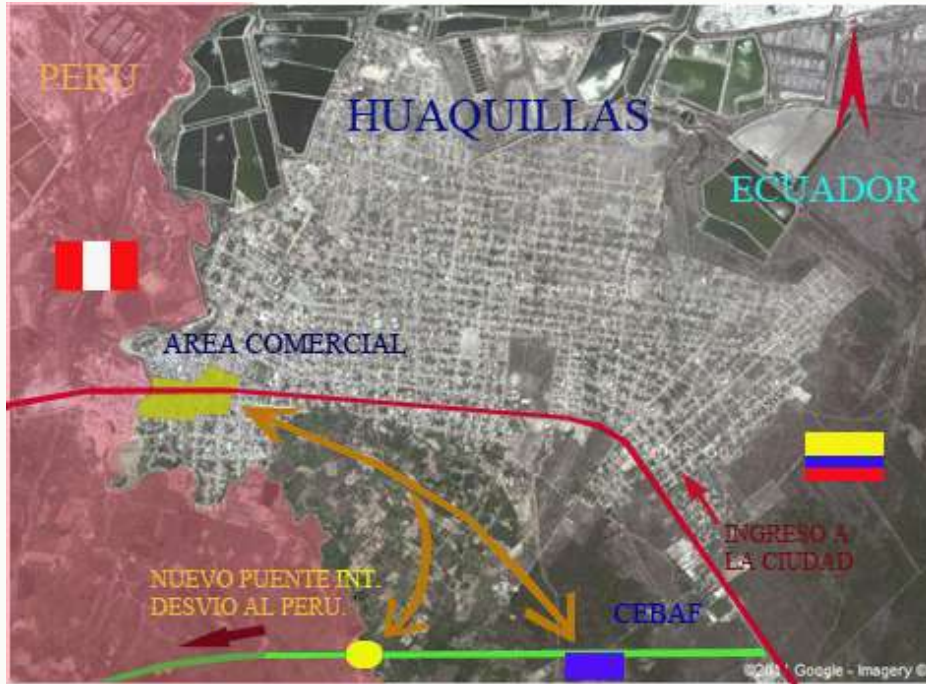 PERU
HUAQUILLAS
ECUADOR
AREA COMERCIAL
INGRESO A
LA CIUDAD
NUEVO PUENTE INT.
DESVIO AL PERU.
CEBAF
Google - Imagery ©